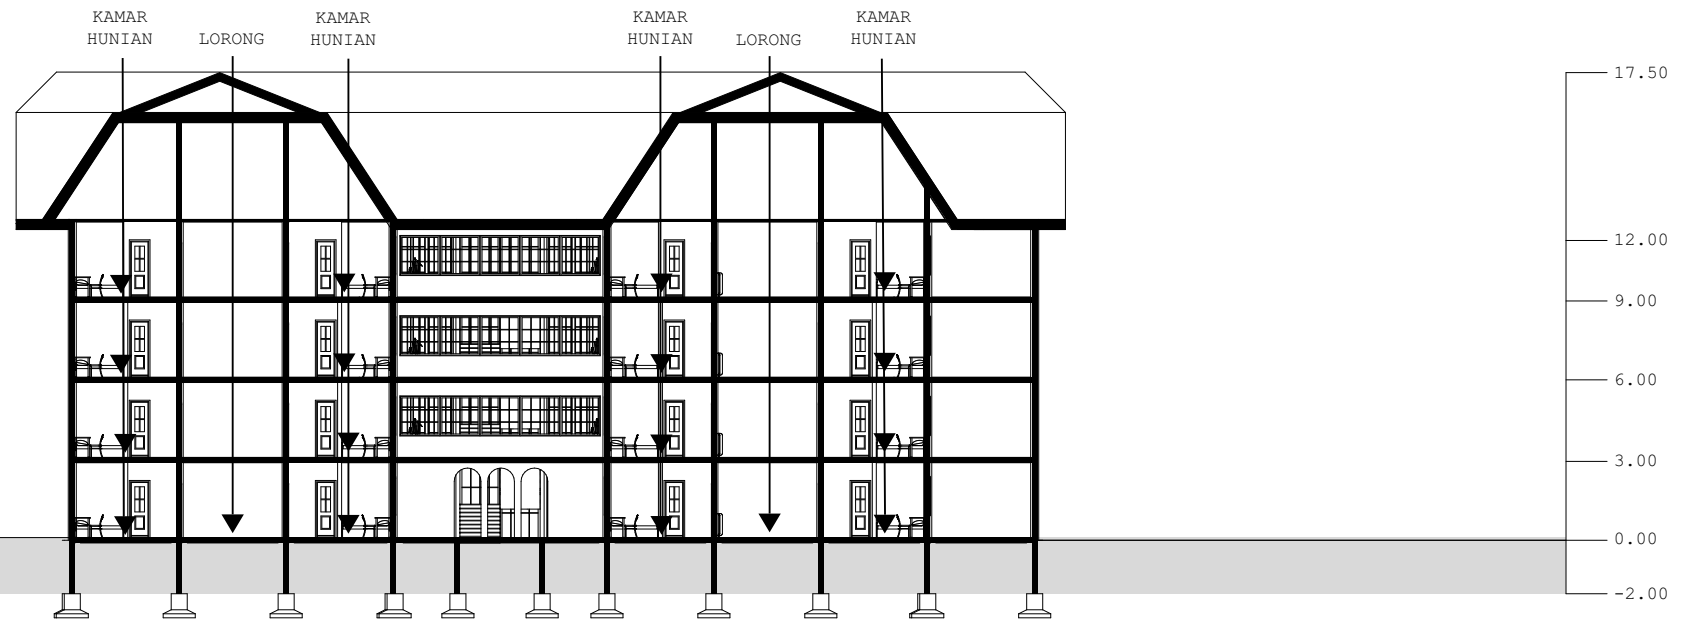 KAMAR
HUNIAN
LORONG
KAMAR
HUNIAN
KAMAR
HUNIAN
LORONG
KAMAR
HUNIAN
17.50
12.00
9.00
6.00
3.00
0.00
-2.00